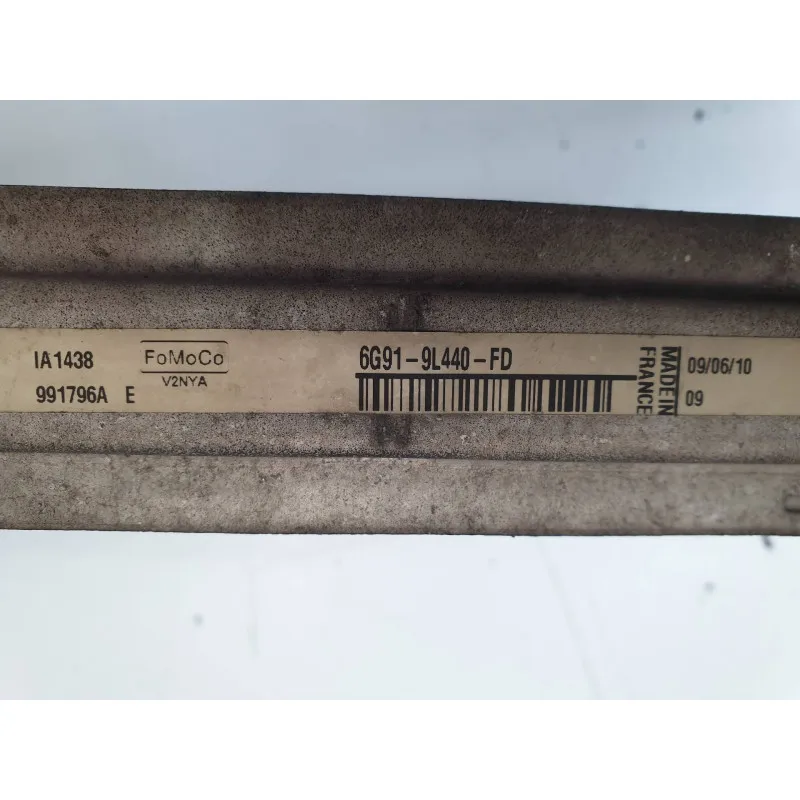 IA1438
991796A E
FoMoCo
V2NYA
6G91-9L440-FD
MADE IN
FRANCE
09/06/10
09